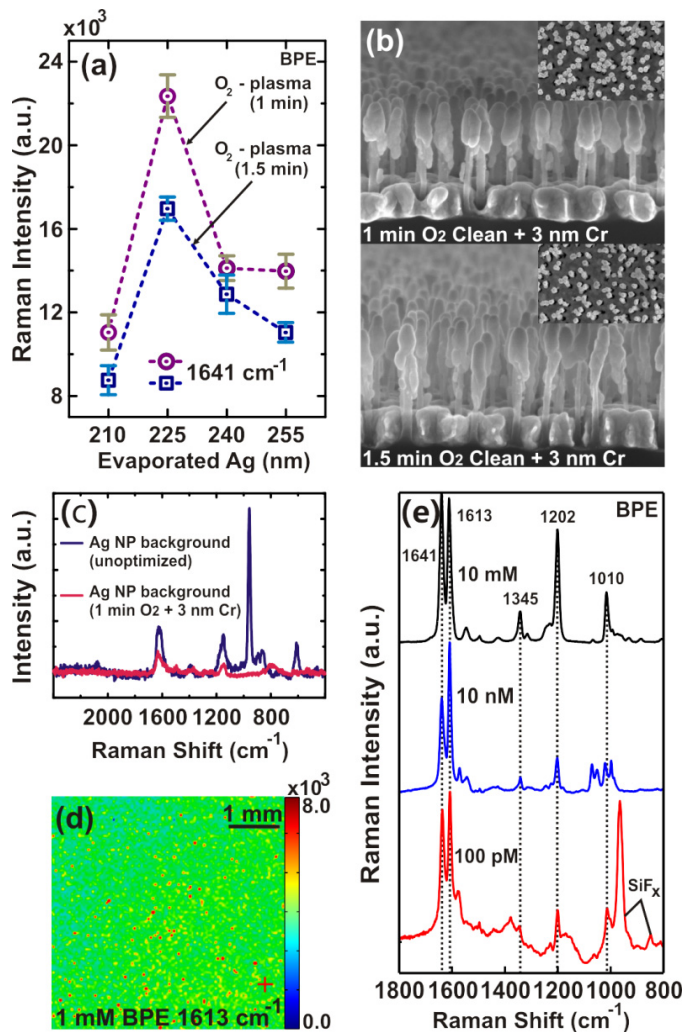 x10³
(a)
BPE
24
20
16
12
8
Raman Intensity (a.u.)
O₂ - plasma
(1 min)
O₂ - plasma
(1.5 min)
1641 cm⁻¹
210 225 240 255
Evaporated Ag (nm)
(b)
1 min O₂ Clean + 3 nm Cr
1.5 min O₂ Clean + 3 nm Cr
(c)
Intensity (a.u.)
Ag NP background
(unoptimized)
Ag NP background
(1 min O₂ + 3 nm Cr)
2000 1600 1200 800
Raman Shift (cm⁻¹)
(d)
1 mm
x10³
8.0
0.0
1 mM BPE 1613 cm⁻¹
(e)
BPE
1641
1613
1202
1345
1010
10 mM
10 nM
100 pM
SiFₓ
Raman Intensity (a.u.)
1800 1600 1400 1200 1000 800
Raman Shift (cm⁻¹)